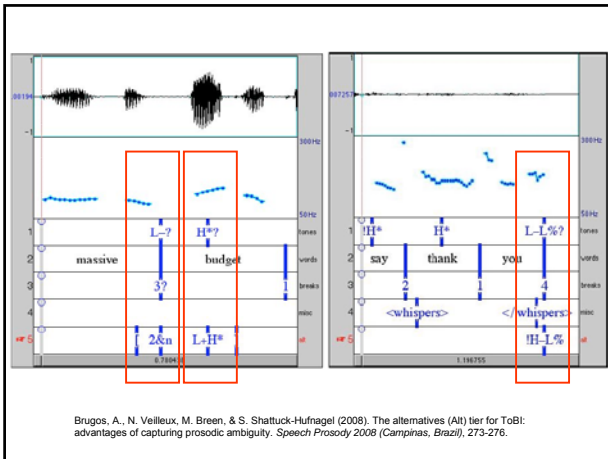 1
.00194
-1
300Hz
50Hz
1
L-?
H*?
tones
2
massive
budget
words
3
3?
1
breaks
4
misc
5
[
2&n
L+H*
]
alt
1
.007257
-1
300Hz
50Hz
1
!H*
H*
L-L%?
tones
2
say
thank
you
words
3
2
1
4
breaks
4
<whispers>
</whispers>
misc
5
!H-L%
alt
1.198755
Brugos, A., N. Veilleux, M. Breen, & S. Shattuck-Hufnagel (2008). The alternatives (Alt) tier for ToBI:
advantages of capturing prosodic ambiguity. Speech Prosody 2008 (Campinas, Brazil), 273-276.